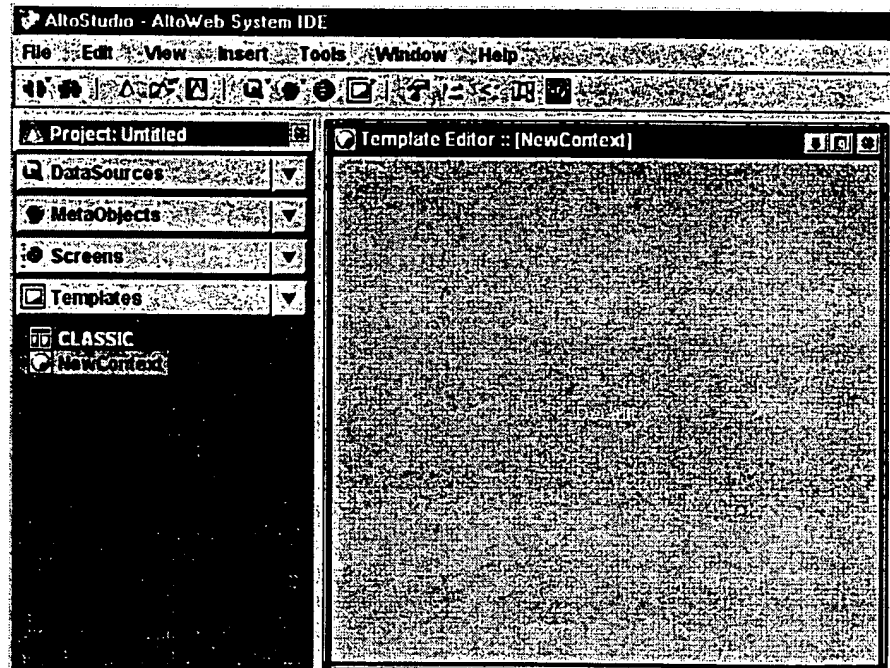 AltoStudio - AltoWeb System IDE
File Edit View Insert Tools Window Help
Project: Untitled
Template Editor :: [NewContext]
DataSources
MetaObjects
Screens
Templates
CLASSIC
NewContext